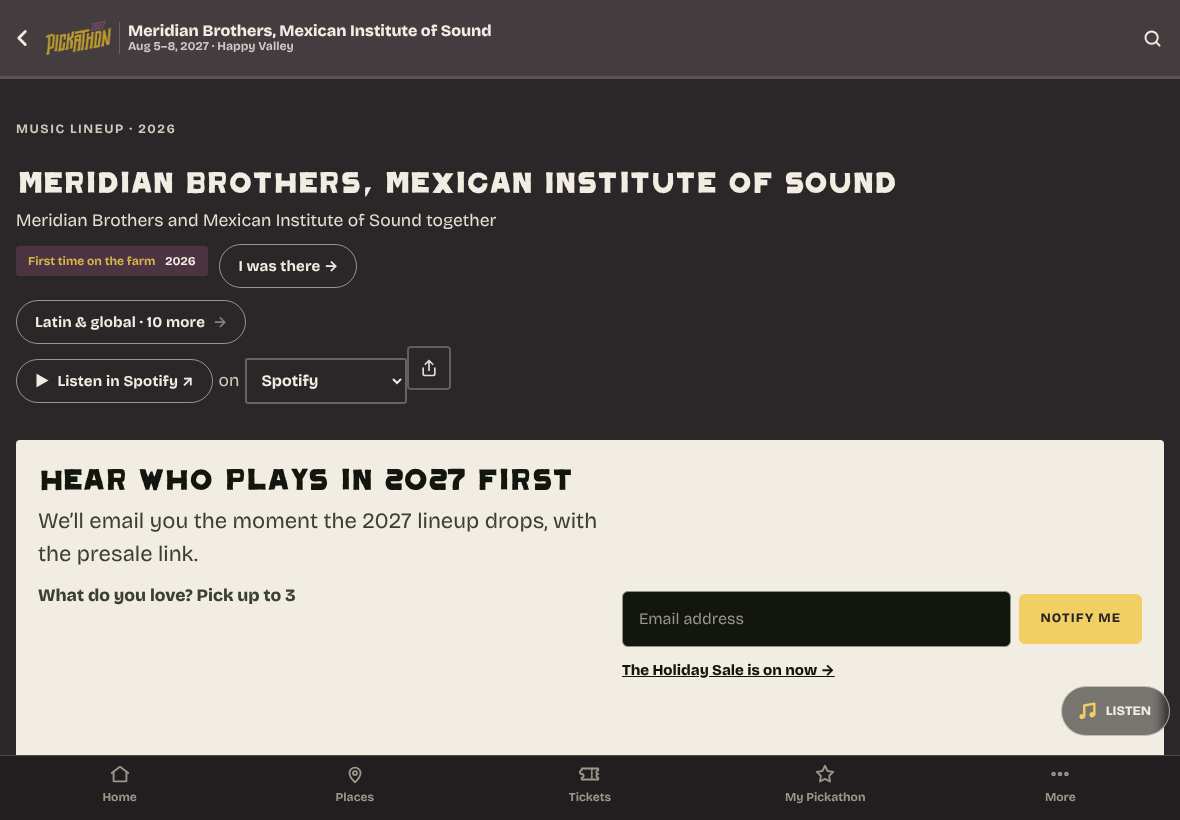 PICKATHON
Meridian Brothers, Mexican Institute of Sound
Aug 5–8, 2027 · Happy Valley
MUSIC LINEUP · 2026
MERIDIAN BROTHERS, MEXICAN INSTITUTE OF SOUND
Meridian Brothers and Mexican Institute of Sound together
First time on the farm 2026
I was there →
Latin & global · 10 more →
▶ Listen in Spotify ↗ on Spotify
HEAR WHO PLAYS IN 2027 FIRST
We’ll email you the moment the 2027 lineup drops, with
the presale link.
What do you love? Pick up to 3
Email address
NOTIFY ME
The Holiday Sale is on now →
LISTEN
Home
Places
Tickets
My Pickathon
More